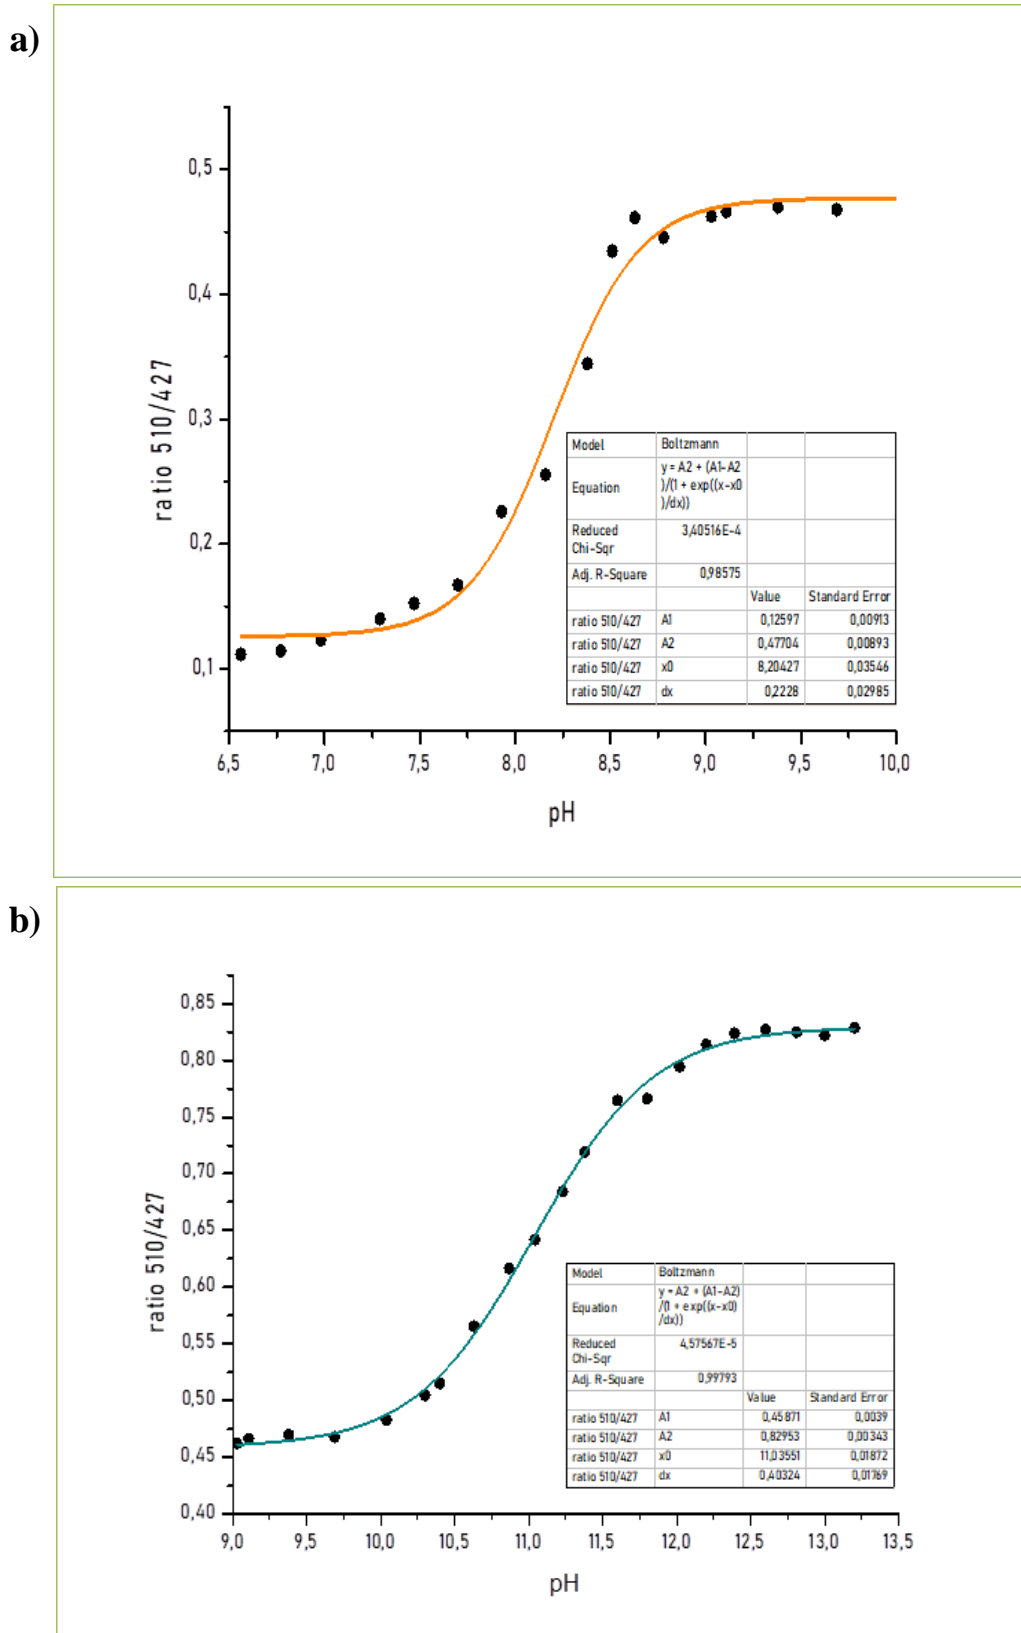 a)
ratio 510/427
0,5
0,4
0,3
0,2
0,1
6,5 7,0 7,5 8,0 8,5 9,0 9,5 10,0
pH
Model Boltzmann
Equation y = A2 + (A1-A2
)/(1 + exp((x-x0
)/dx))
Reduced 3,40516E-4
Chi-Sqr
Adj. R-Square 0,98575
Value Standard Error
ratio 510/427 A1 0,12597 0,00913
ratio 510/427 A2 0,47704 0,00893
ratio 510/427 x0 8,20427 0,03546
ratio 510/427 dx 0,2228 0,02985
b)
ratio 510/427
0,85
0,80
0,75
0,70
0,65
0,60
0,55
0,50
0,45
0,40
9,0 9,5 10,0 10,5 11,0 11,5 12,0 12,5 13,0 13,5
pH
Model Boltzmann
Equation y = A2 + (A1-A2)
/(1 + exp((x-x0)
/dx))
Reduced 4,57567E-5
Chi-Sqr
Adj. R-Square 0,99793
Value Standard Error
ratio 510/427 A1 0,45871 0,0039
ratio 510/427 A2 0,82953 0,00343
ratio 510/427 x0 11,03551 0,01872
ratio 510/427 dx 0,40324 0,01769